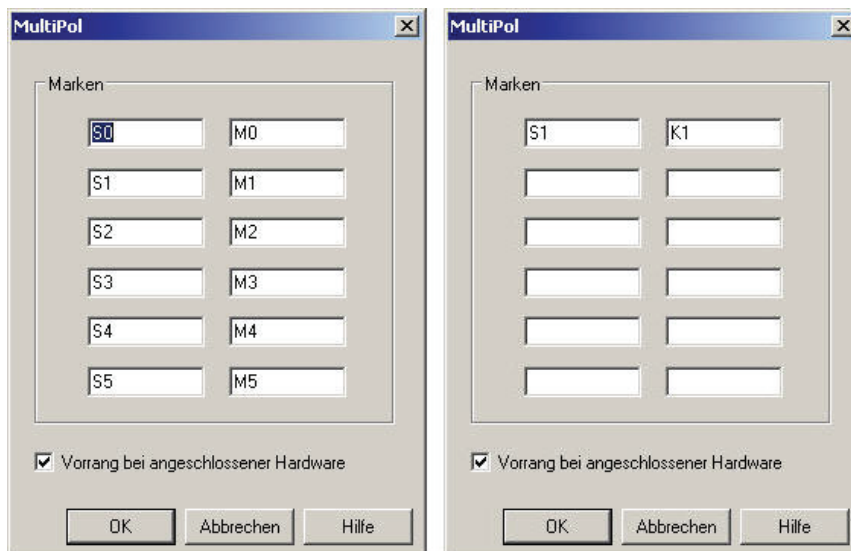 MultiPol
Marken
S0 M0
S1 M1
S2 M2
S3 M3
S4 M4
S5 M5
Vorrang bei angeschlossener Hardware
OK Abbrechen Hilfe
MultiPol
Marken
S1 K1
Vorrang bei angeschlossener Hardware
OK Abbrechen Hilfe